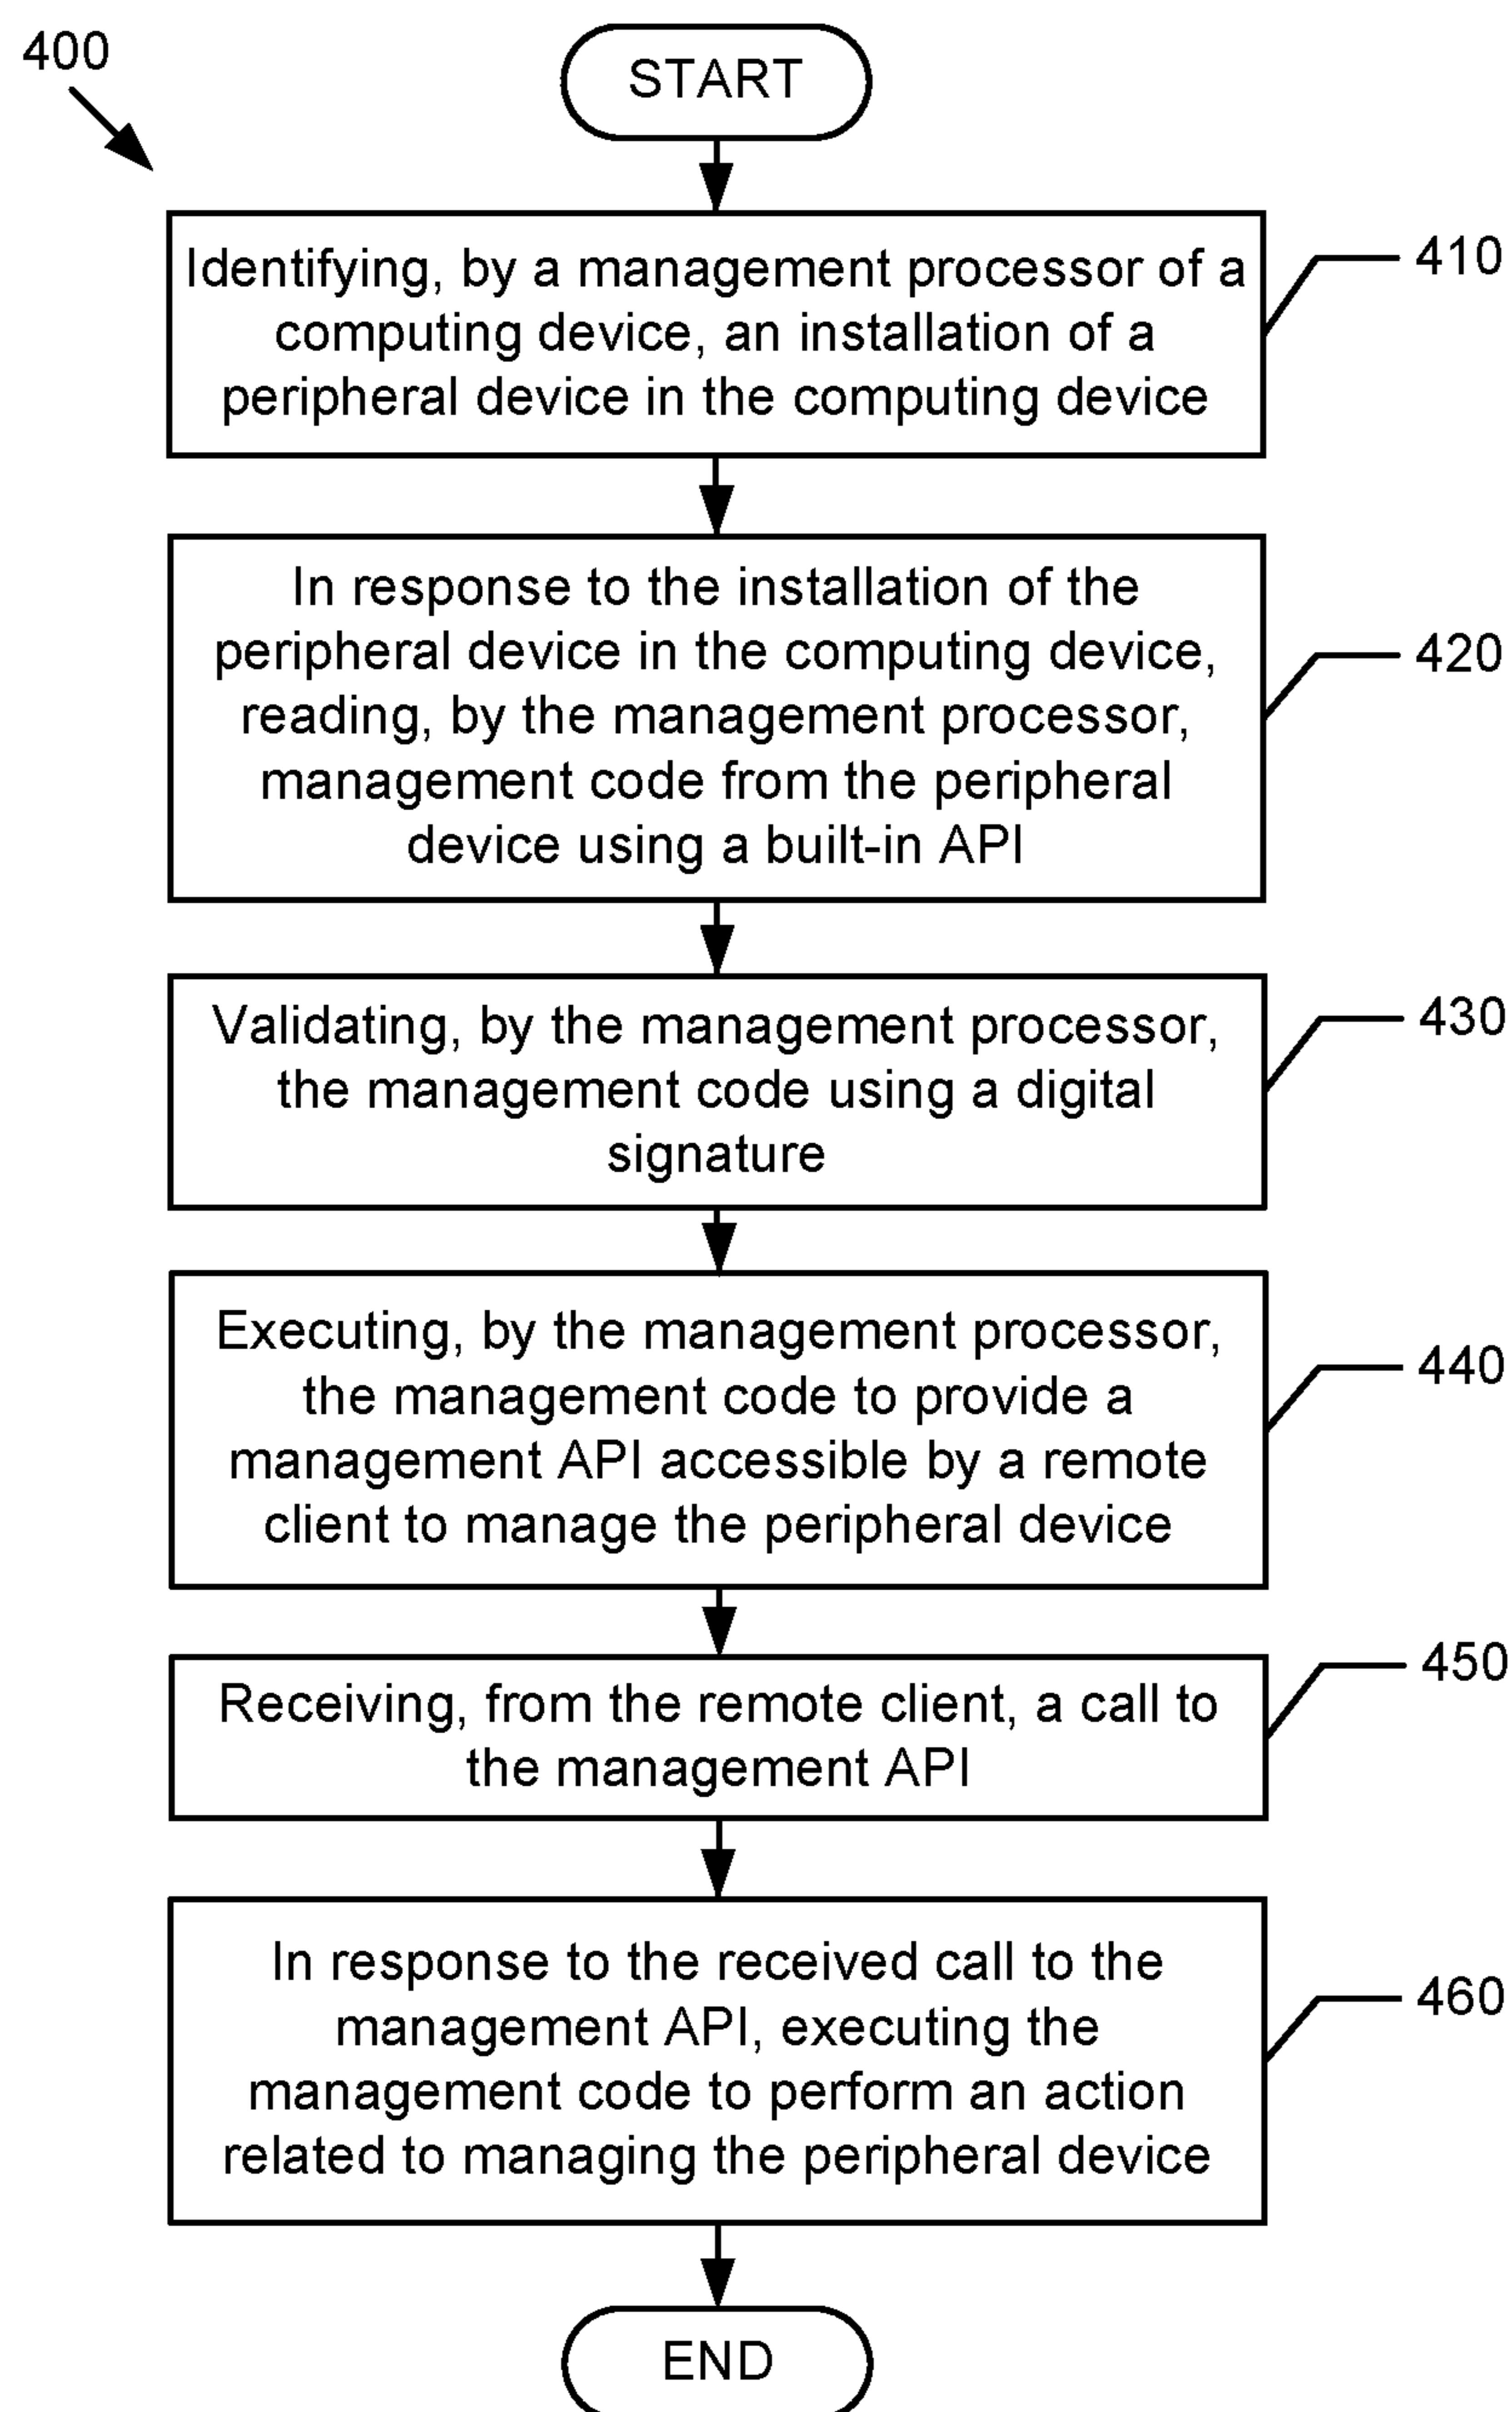 400
START
Identifying, by a management processor of a
computing device, an installation of a
peripheral device in the computing device
410
In response to the installation of the
peripheral device in the computing device,
reading, by the management processor,
management code from the peripheral
device using a built-in API
420
Validating, by the management processor,
the management code using a digital
signature
430
Executing, by the management processor,
the management code to provide a
management API accessible by a remote
client to manage the peripheral device
440
Receiving, from the remote client, a call to
the management API
450
In response to the received call to the
management API, executing the
management code to perform an action
related to managing the peripheral device
460
END